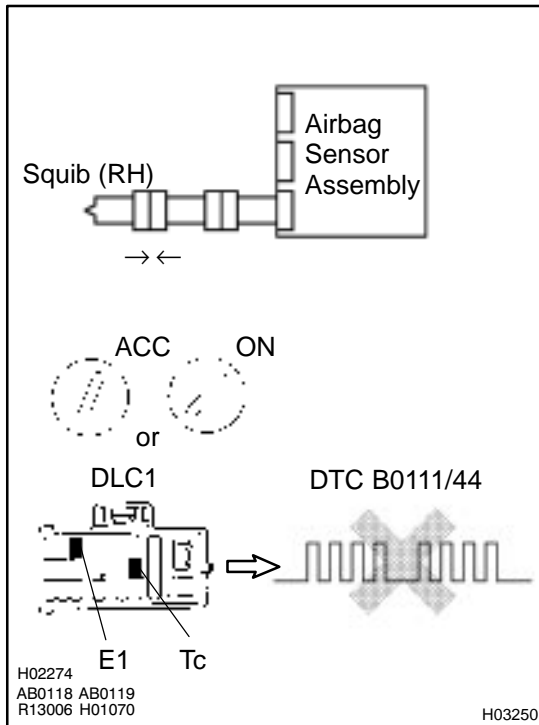 Airbag
Sensor
Assembly
Squib (RH)
ACC ON
or
DLC1 DTC B0111/44
E1 Tc
H02274
AB0118 AB0119
R13006 H01070
H03250